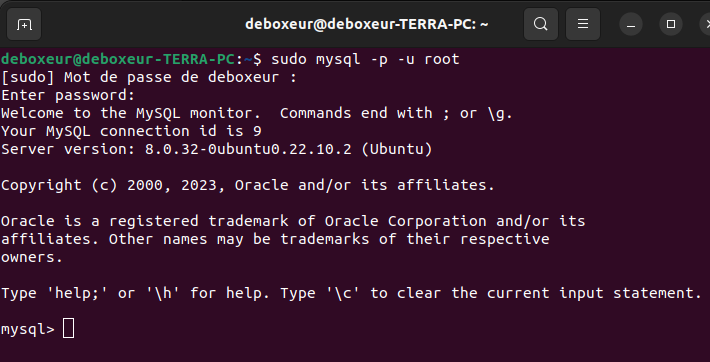 deboxeur@deboxeur-TERRA-PC: ~
deboxeur@deboxeur-TERRA-PC:~$ sudo mysql -p -u root
[sudo] Mot de passe de deboxeur :
Enter password:
Welcome to the MySQL monitor.  Commands end with ; or \g.
Your MySQL connection id is 9
Server version: 8.0.32-0ubuntu0.22.10.2 (Ubuntu)
Copyright (c) 2000, 2023, Oracle and/or its affiliates.
Oracle is a registered trademark of Oracle Corporation and/or its
affiliates. Other names may be trademarks of their respective
owners.
Type 'help;' or '\h' for help. Type '\c' to clear the current input statement.
mysql>